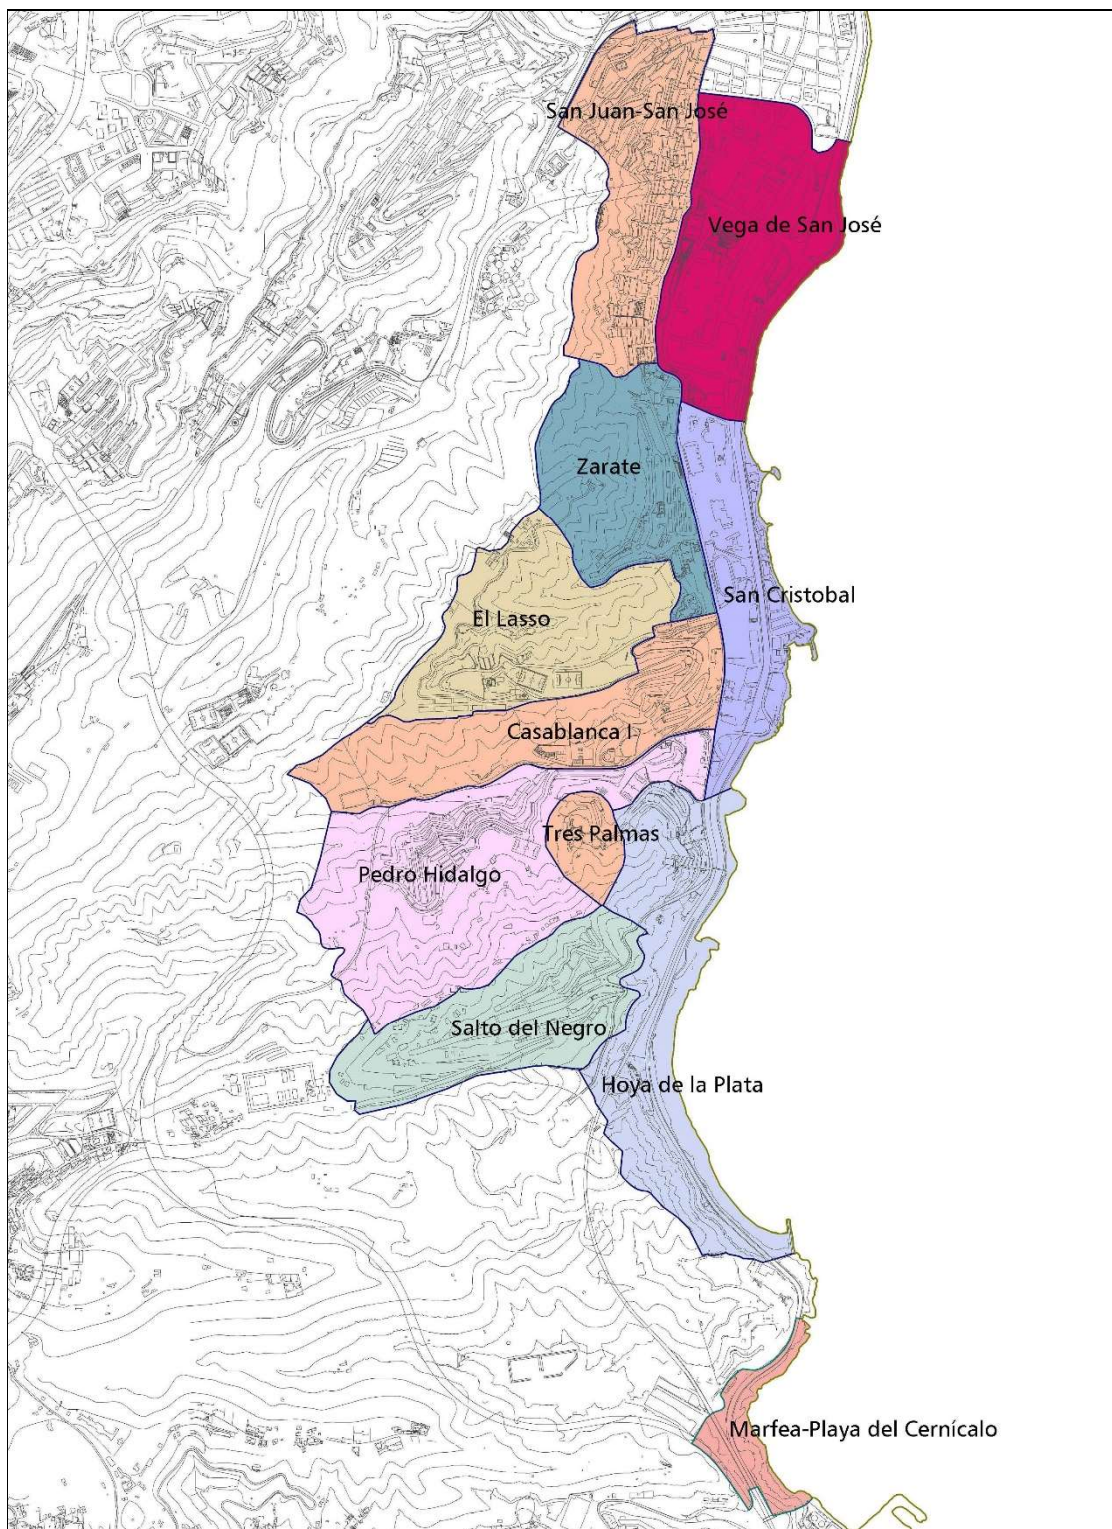 San Juan-San José
Vega de San José
Zarate
San Cristobal
El Lasso
Casablanca I
Tres Palmas
Pedro Hidalgo
Salto del Negro
Hoya de la Plata
Marfea-Playa del Cernícalo